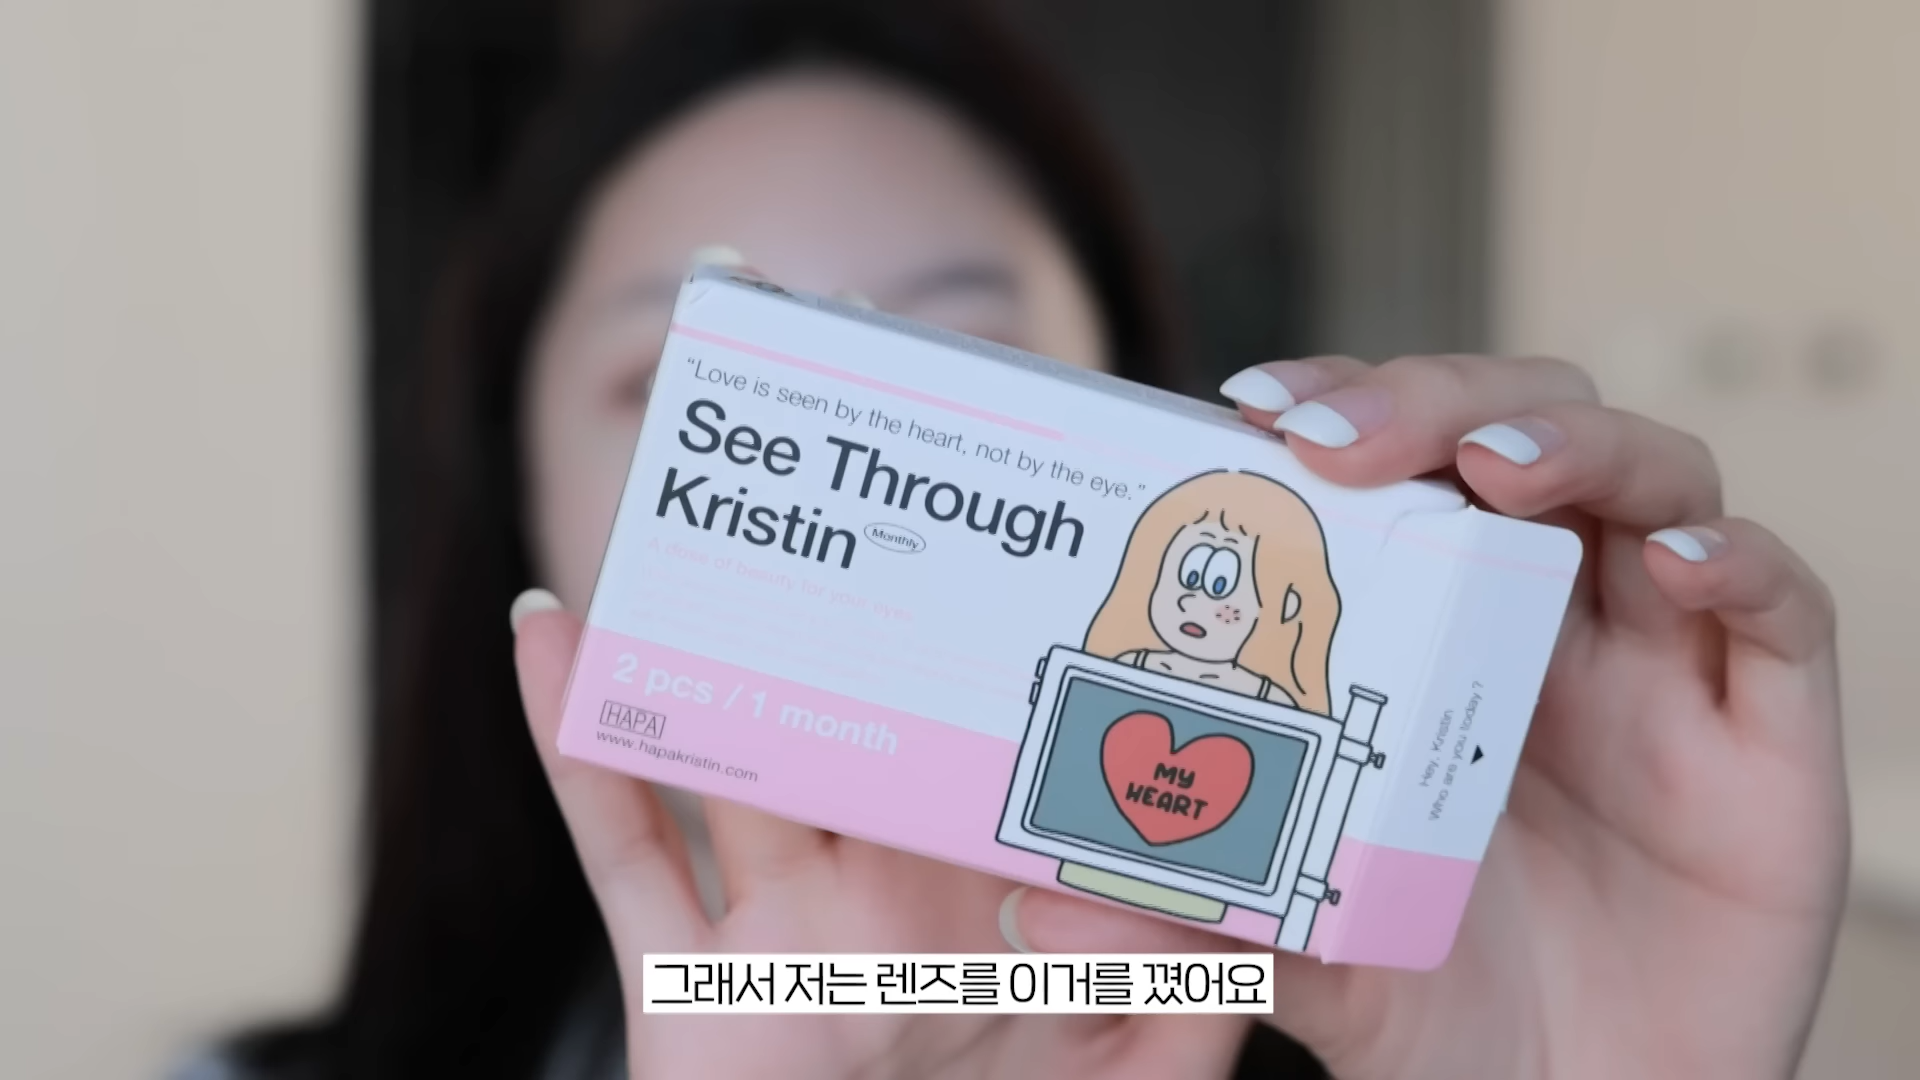 “Love is seen by the heart, not by the eye.”
See Through
Kristin
Monthly
A dose of beauty for your eyes
2 pcs / 1 month
HAPA
www.hapakristin.com
MY
HEART
Hey, Kristin
Who are you today ?
그래서 저는 렌즈를 이거를 꼈어요